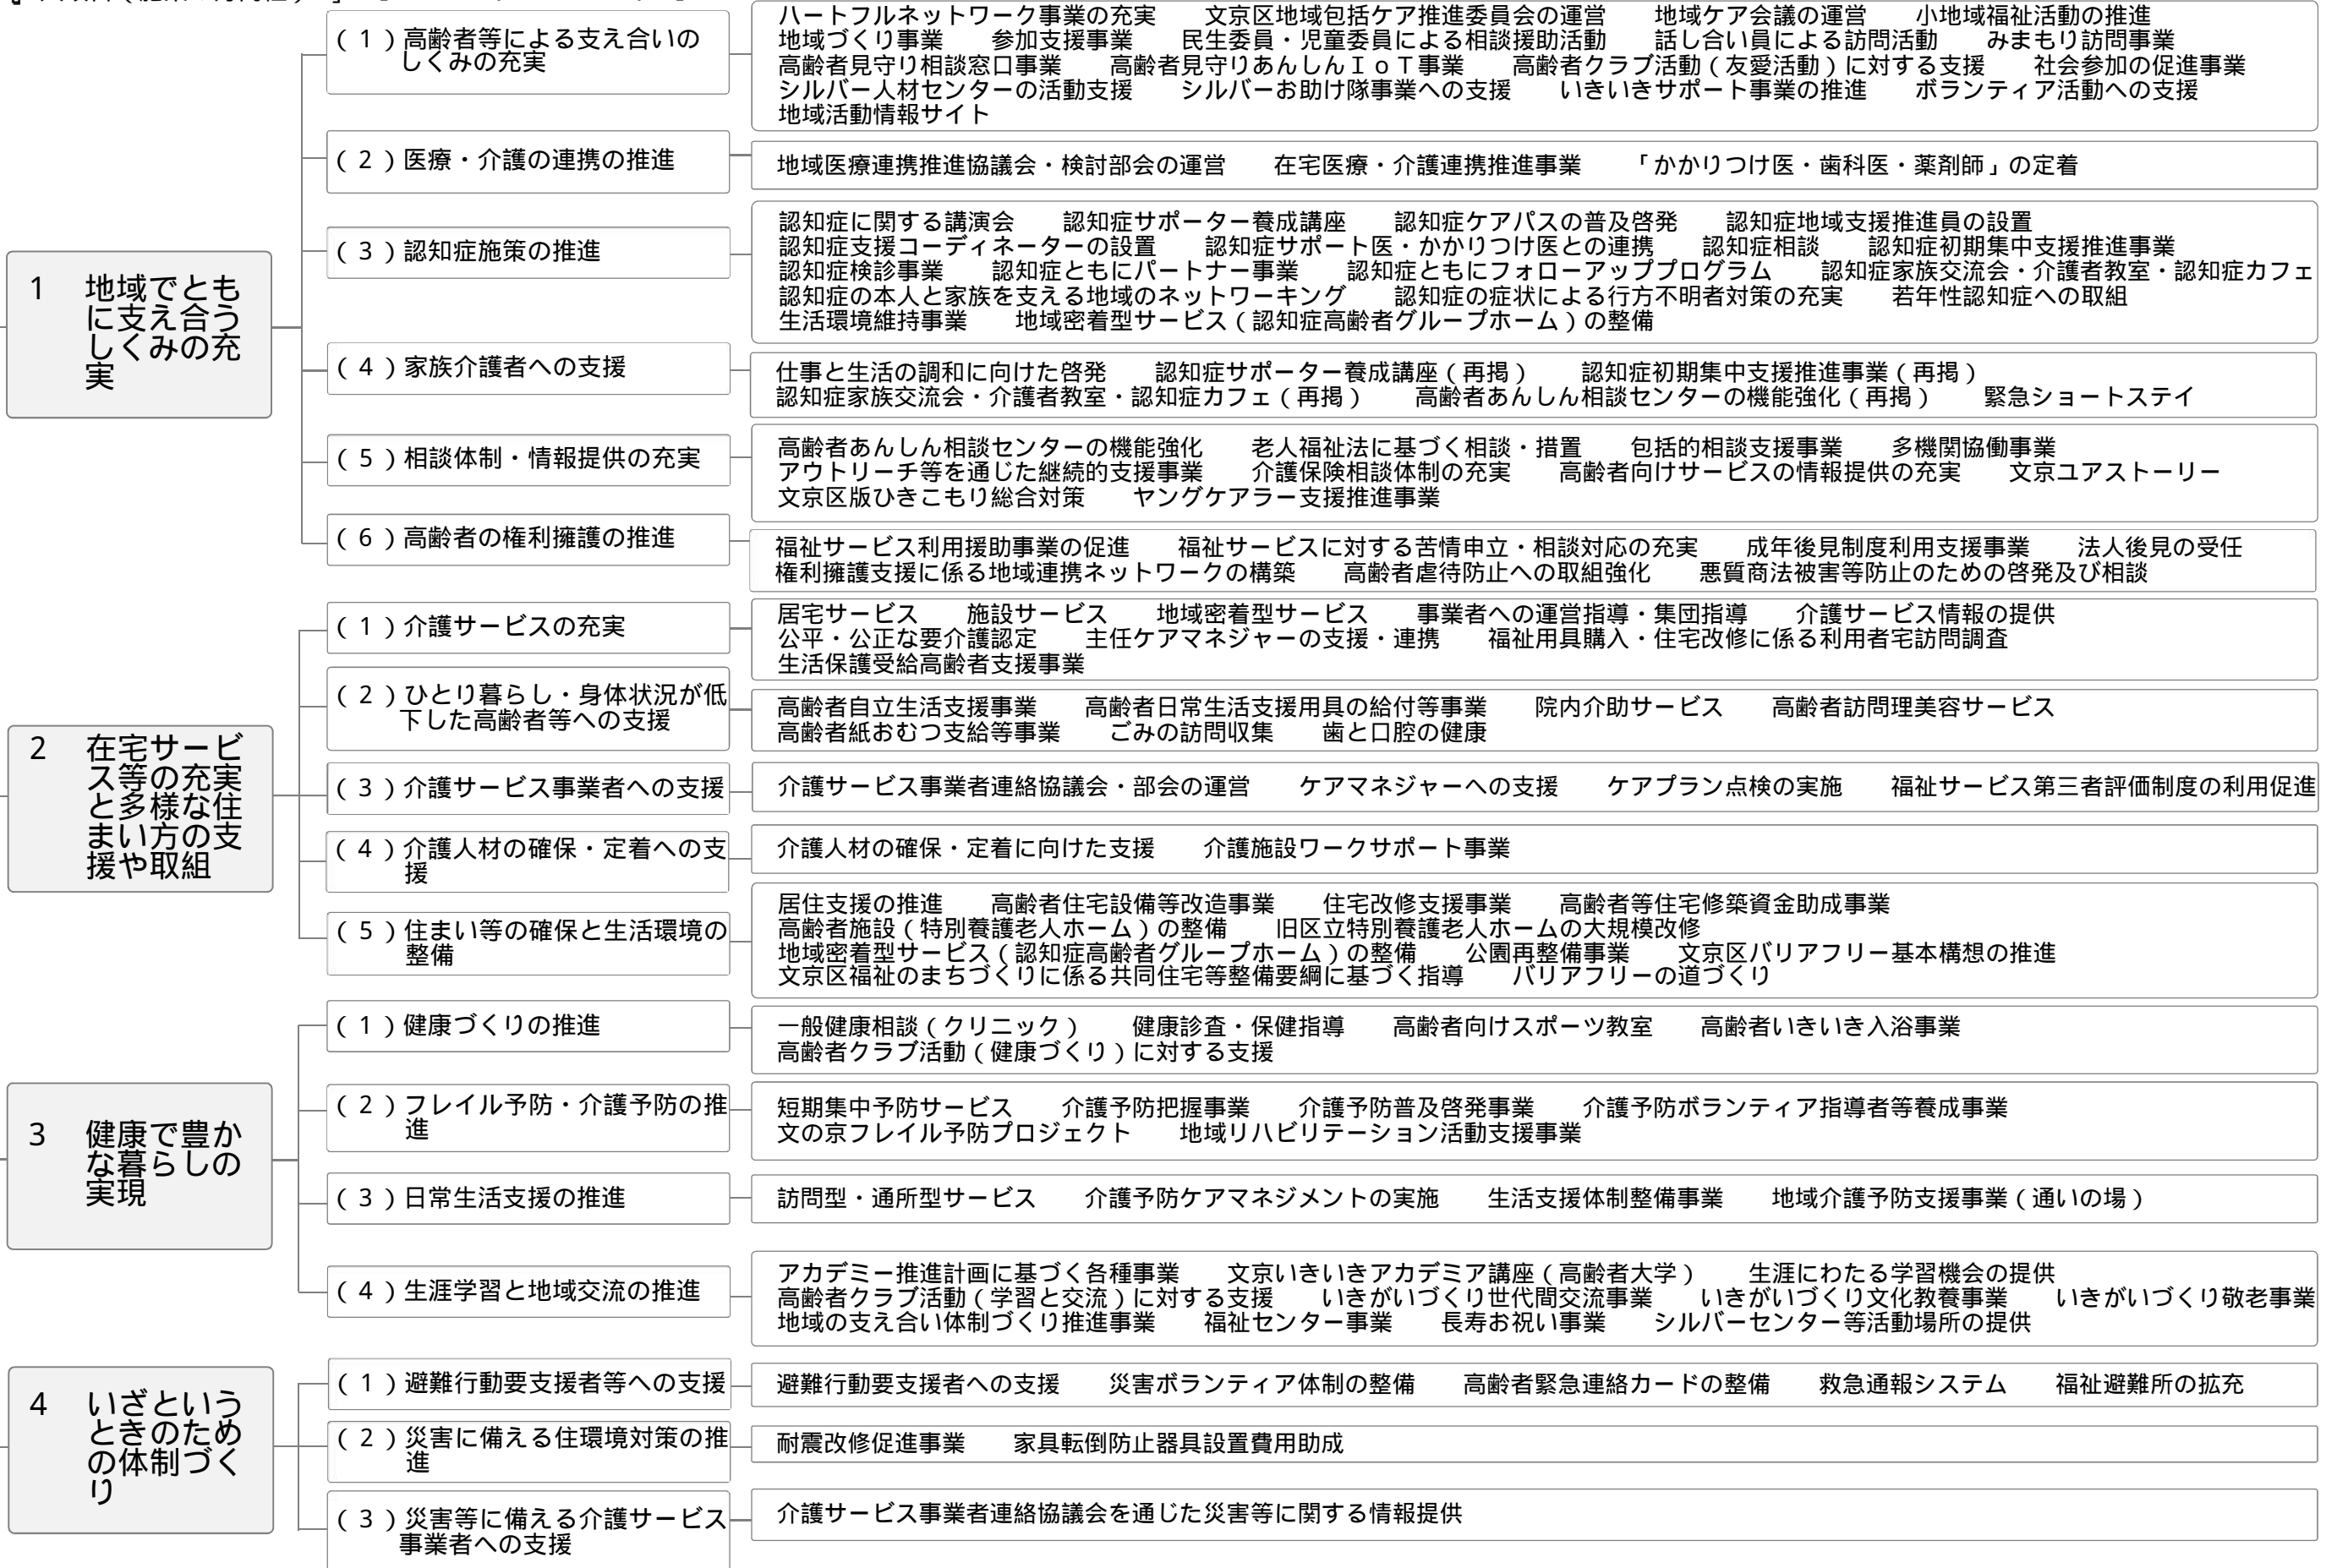 1 地域でとも
に支え合う
しくみの充
実
(1)高齢者等による支え合いの
しくみの充実
ハートフルネットワーク事業の充実　文京区地域包括ケア推進委員会の運営　地域ケア会議の運営　小地域福祉活動の推進
地域づくり事業　参加支援事業　民生委員・児童委員による相談援助活動　話し合い員による訪問活動　みまもり訪問事業
高齢者見守り相談窓口事業　高齢者見守りあんしんIoT事業　高齢者クラブ活動(友愛活動)に対する支援　社会参加の促進事業
シルバー人材センターの活動支援　シルバーお助け隊事業への支援　いきいきサポート事業の推進　ボランティア活動への支援
地域活動情報サイト
(2)医療・介護の連携の推進
地域医療連携推進協議会・検討部会の運営　在宅医療・介護連携推進事業　「かかりつけ医・歯科医・薬剤師」の定着
(3)認知症施策の推進
認知症に関する講演会　認知症サポーター養成講座　認知症ケアパスの普及啓発　認知症地域支援推進員の設置
認知症支援コーディネーターの設置　認知症サポート医・かかりつけ医との連携　認知症相談　認知症初期集中支援推進事業
認知症検診事業　認知症ともにパートナー事業　認知症ともにフォローアッププログラム　認知症家族交流会・介護者教室・認知症カフェ
認知症の本人と家族を支える地域のネットワーキング　認知症の症状による行方不明者対策の充実　若年性認知症への取組
生活環境維持事業　地域密着型サービス(認知症高齢者グループホーム)の整備
(4)家族介護者への支援
仕事と生活の調和に向けた啓発　認知症サポーター養成講座(再掲)　認知症初期集中支援推進事業(再掲)
認知症家族交流会・介護者教室・認知症カフェ(再掲)　高齢者あんしん相談センターの機能強化(再掲)　緊急ショートステイ
(5)相談体制・情報提供の充実
高齢者あんしん相談センターの機能強化　老人福祉法に基づく相談・措置　包括的相談支援事業　多機関協働事業
アウトリーチ等を通じた継続的支援事業　介護保険相談体制の充実　高齢者向けサービスの情報提供の充実　文京ユアストーリー
文京区版ひきこもり総合対策　ヤングケアラー支援推進事業
(6)高齢者の権利擁護の推進
福祉サービス利用援助事業の促進　福祉サービスに対する苦情申立・相談対応の充実　成年後見制度利用支援事業　法人後見の受任
権利擁護支援に係る地域連携ネットワークの構築　高齢者虐待防止への取組強化　悪質商法被害等防止のための啓発及び相談
2 在宅サービ
ス等の充実
と多様な住
まい方の支
援や取組
(1)介護サービスの充実
居宅サービス　施設サービス　地域密着型サービス　事業者への運営指導・集団指導　介護サービス情報の提供
公平・公正な要介護認定　主任ケアマネジャーの支援・連携　福祉用具購入・住宅改修に係る利用者宅訪問調査
生活保護受給高齢者支援事業
(2)ひとり暮らし・身体状況が低
下した高齢者等への支援
高齢者自立生活支援事業　高齢者日常生活支援用具の給付等事業　院内介助サービス　高齢者訪問理美容サービス
高齢者紙おむつ支給等事業　ごみの訪問収集　歯と口腔の健康
(3)介護サービス事業者への支援
介護サービス事業者連絡協議会・部会の運営　ケアマネジャーへの支援　ケアプラン点検の実施　福祉サービス第三者評価制度の利用促進
(4)介護人材の確保・定着への支
援
介護人材の確保・定着に向けた支援　介護施設ワークサポート事業
(5)住まい等の確保と生活環境の
整備
居住支援の推進　高齢者住宅設備等改造事業　住宅改修支援事業　高齢者等住宅修築資金助成事業
高齢者施設(特別養護老人ホーム)の整備　旧区立特別養護老人ホームの大規模改修
地域密着型サービス(認知症高齢者グループホーム)の整備　公園再整備事業　文京区バリアフリー基本構想の推進
文京区福祉のまちづくりに係る共同住宅等整備要綱に基づく指導　バリアフリーの道づくり
3 健康で豊か
な暮らしの
実現
(1)健康づくりの推進
一般健康相談(クリニック)　健康診査・保健指導　高齢者向けスポーツ教室　高齢者いきいき入浴事業
高齢者クラブ活動(健康づくり)に対する支援
(2)フレイル予防・介護予防の推
進
短期集中予防サービス　介護予防把握事業　介護予防普及啓発事業　介護予防ボランティア指導者等養成事業
文の京フレイル予防プロジェクト　地域リハビリテーション活動支援事業
(3)日常生活支援の推進
訪問型・通所型サービス　介護予防ケアマネジメントの実施　生活支援体制整備事業　地域介護予防支援事業(通いの場)
(4)生涯学習と地域交流の推進
アカデミー推進計画に基づく各種事業　文京いきいきアカデミア講座(高齢者大学)　生涯にわたる学習機会の提供
高齢者クラブ活動(学習と交流)に対する支援　いきがいづくり世代間交流事業　いきがいづくり文化教養事業　いきがいづくり敬老事業
地域の支え合い体制づくり推進事業　福祉センター事業　長寿お祝い事業　シルバーセンター等活動場所の提供
4 いざという
ときのため
の体制づく
り
(1)避難行動要支援者等への支援
避難行動要支援者への支援　災害ボランティア体制の整備　高齢者緊急連絡カードの整備　救急通報システム　福祉避難所の拡充
(2)災害に備える住環境対策の推
進
耐震改修促進事業　家具転倒防止器具設置費用助成
(3)災害等に備える介護サービス
事業者への支援
介護サービス事業者連絡協議会を通じた災害等に関する情報提供